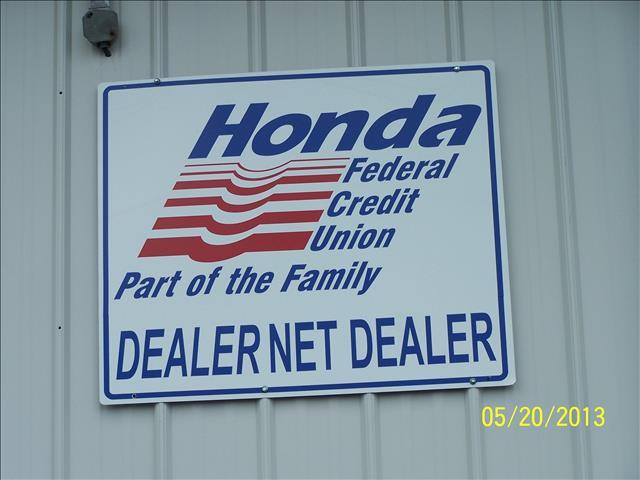 Honda
Federal
Credit
Union
Part of the Family
DEALER NET DEALER
05/20/2013